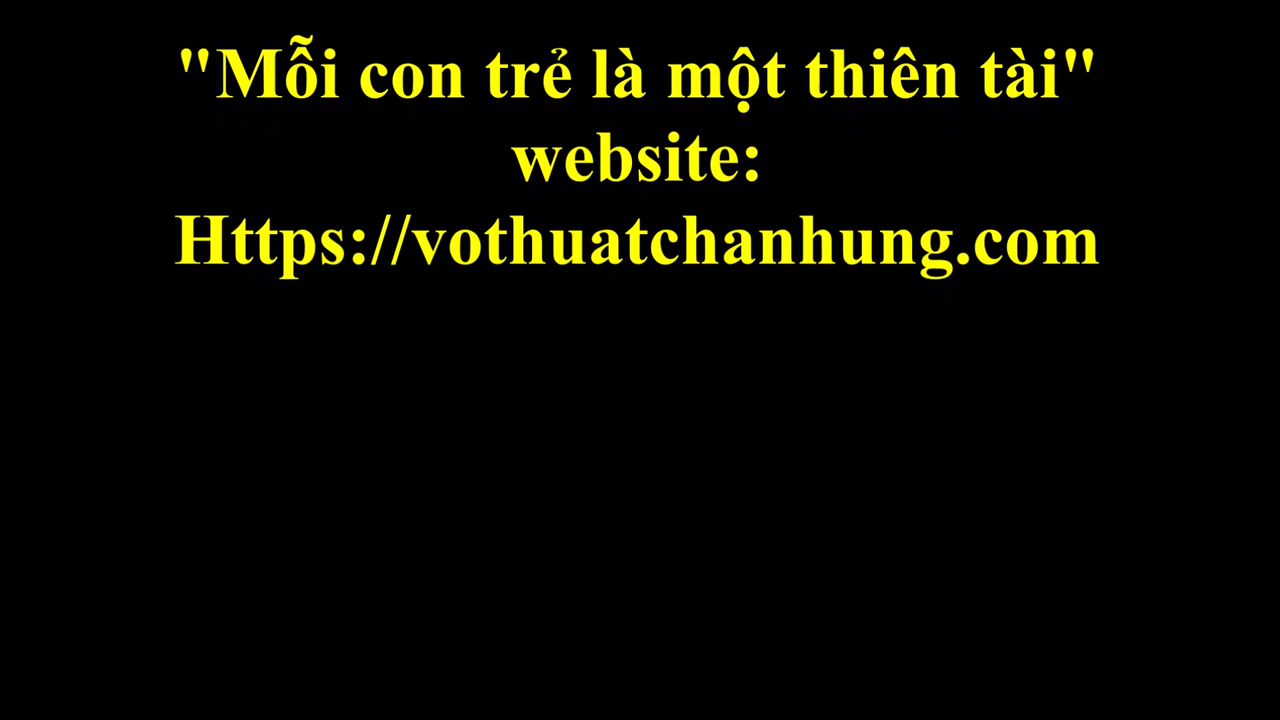 "Mỗi con trẻ là một thiên tài"
website:
Https://vothuatchanhung.com